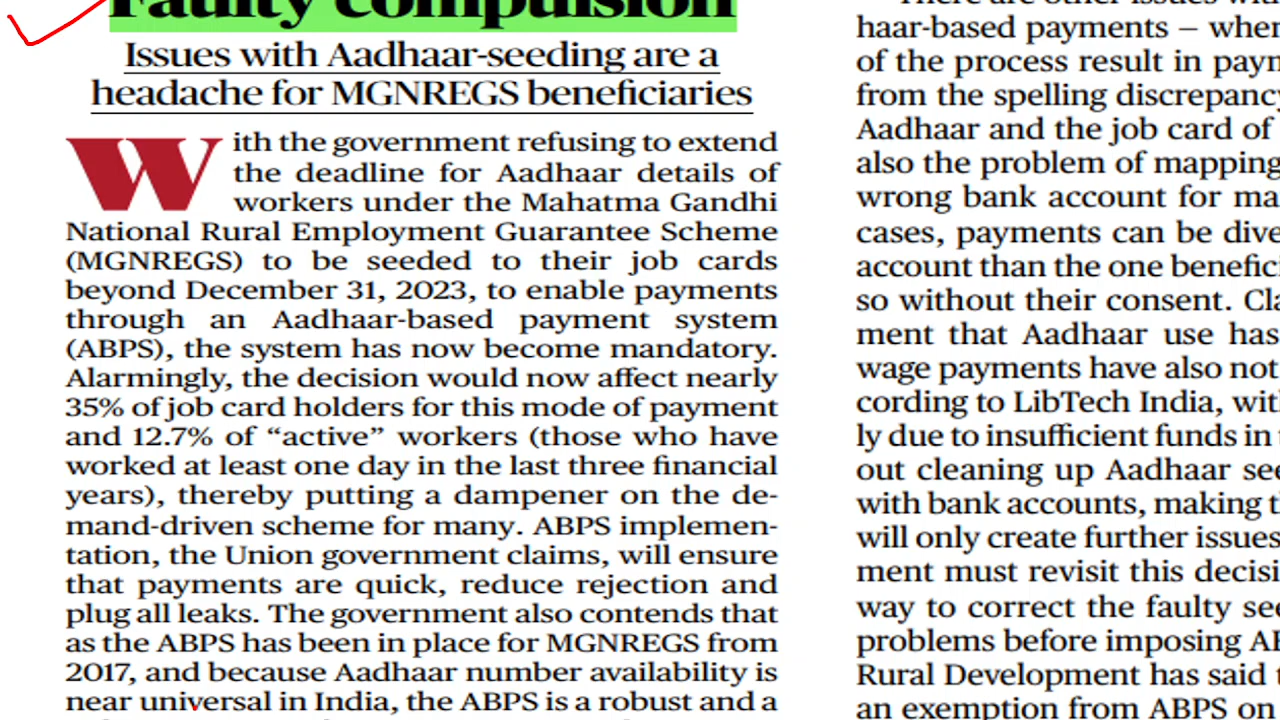 Faulty compulsion
Issues with Aadhaar-seeding are a
headache for MGNREGS beneficiaries
With the government refusing to extend
the deadline for Aadhaar details of
workers under the Mahatma Gandhi
National Rural Employment Guarantee Scheme
(MGNREGS) to be seeded to their job cards
beyond December 31, 2023, to enable payments
through an Aadhaar-based payment system
(ABPS), the system has now become mandatory.
Alarmingly, the decision would now affect nearly
35% of job card holders for this mode of payment
and 12.7% of “active” workers (those who have
worked at least one day in the last three financial
years), thereby putting a dampener on the de-
mand-driven scheme for many. ABPS implemen-
tation, the Union government claims, will ensure
that payments are quick, reduce rejection and
plug all leaks. The government also contends that
as the ABPS has been in place for MGNREGS from
2017, and because Aadhaar number availability is
near universal in India, the ABPS is a robust and a
There are other issues with
haar-based payments – when
of the process result in paym
from the spelling discrepancy
Aadhaar and the job card of
also the problem of mapping
wrong bank account for ma
cases, payments can be dive
account than the one benefici
so without their consent. Cla
ment that Aadhaar use has
wage payments have also not
cording to LibTech India, wit
ly due to insufficient funds in
out cleaning up Aadhaar see
with bank accounts, making t
will only create further issues
ment must revisit this decisi
way to correct the faulty see
problems before imposing AB
Rural Development has said t
an exemption from ABPS on